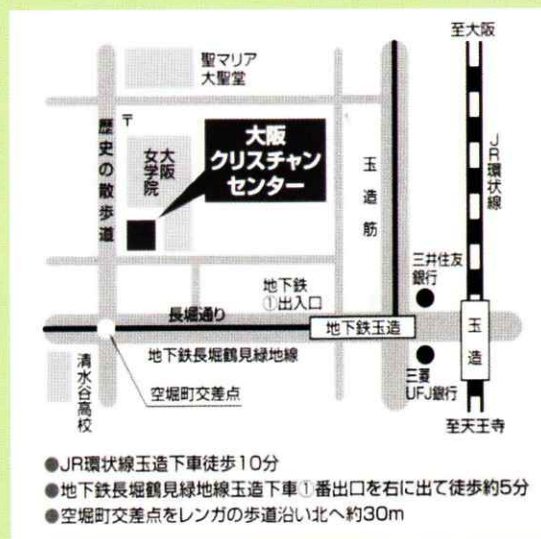 至大阪
聖マリア
大聖堂
〒
歴史の散歩道
大阪
女学院
大阪
クリスチャン
センター
玉造筋
JR環状線
三井住友
銀行
地下鉄
①出入口
長堀通り
地下鉄玉造
玉造
地下鉄長堀鶴見緑地線
清水谷高校
空堀町交差点
三菱
UFJ銀行
至天王寺
●JR環状線玉造下車徒歩10分
●地下鉄長堀鶴見緑地線玉造下車①番出口を右に出て徒歩約5分
●空堀町交差点をレンガの歩道沿い北へ約30m